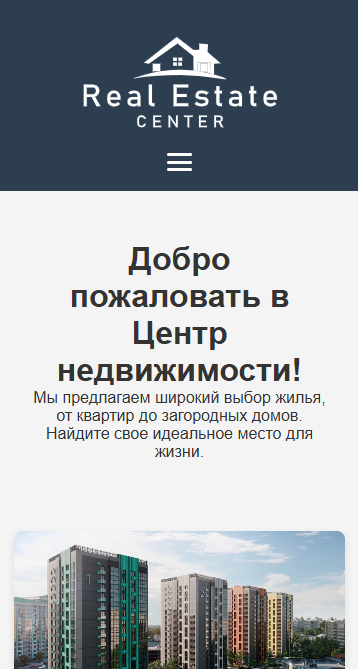 Real Estate
CENTER
Добро
пожаловать в
Центр
недвижимости!
Мы предлагаем широкий выбор жилья,
от квартир до загородных домов.
Найдите свое идеальное место для
жизни.